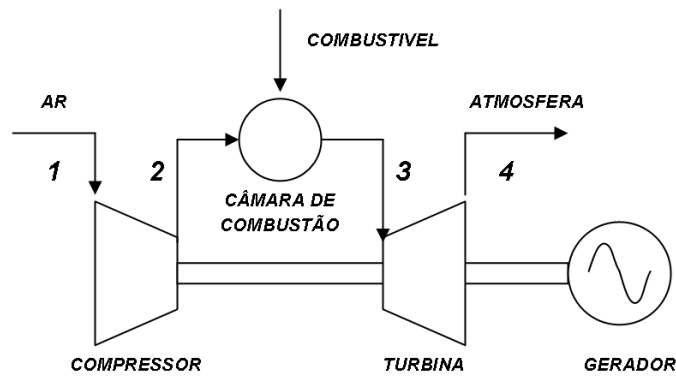 COMBUSTIVEL
AR
ATMOSFERA
1
2
3
4
CÂMARA DE
COMBUSTÃO
COMPRESSOR
TURBINA
GERADOR